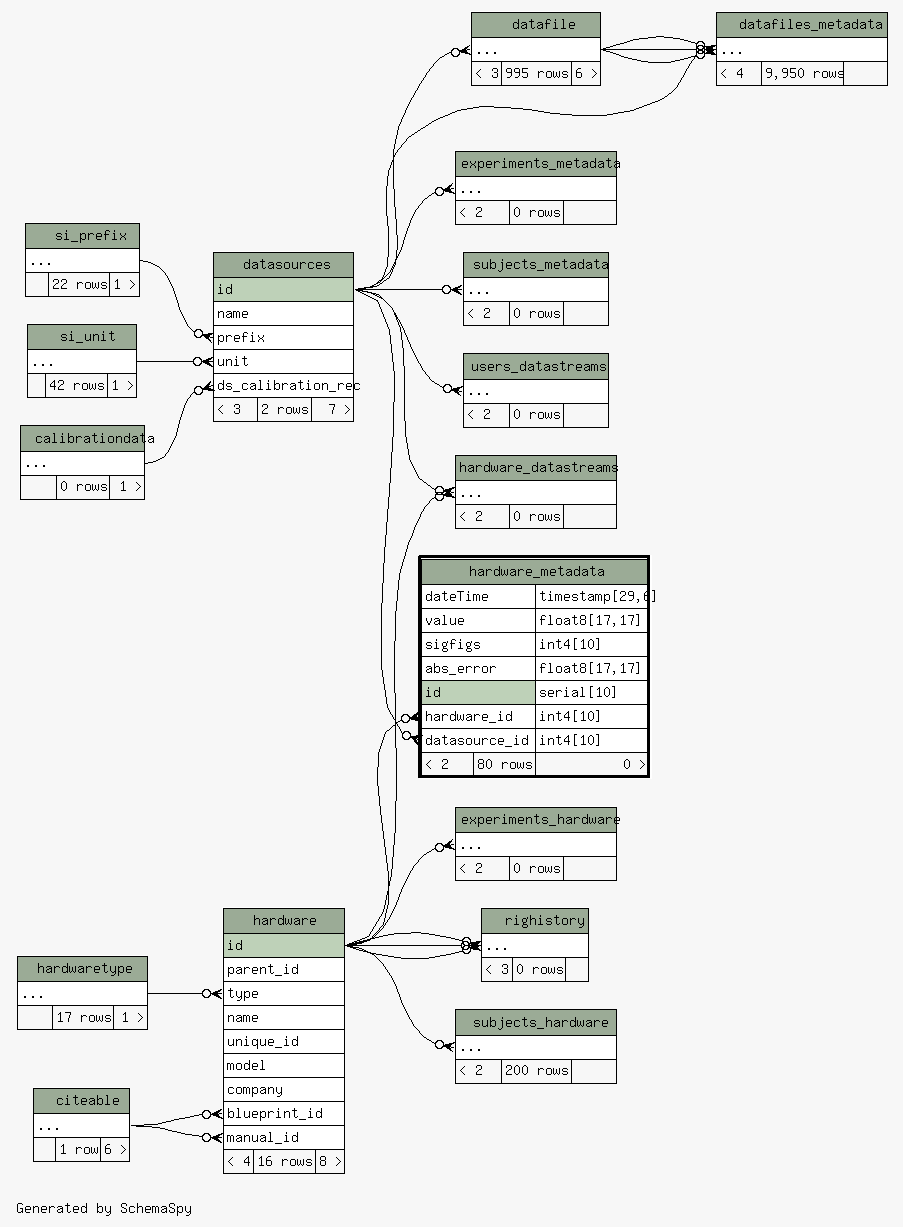 datafile
...
< 3 995 rows 6 >
datafiles_metadata
...
< 4 9,950 rows
experiments_metadata
...
< 2 0 rows
si_prefix
...
22 rows 1 >
datasources
id
name
prefix
unit
ds_calibration_rec
< 3 2 rows 7 >
subjects_metadata
...
< 2 0 rows
si_unit
...
42 rows 1 >
users_datastreams
...
< 2 0 rows
calibrationdata
...
0 rows 1 >
hardware_datastreams
...
< 2 0 rows
hardware_metadata
dateTime timestamp[29,6]
value float8[17,17]
sigfigs int4[10]
abs_error float8[17,17]
id serial[10]
hardware_id int4[10]
datasource_id int4[10]
< 2 80 rows 0 >
experiments_hardware
...
< 2 0 rows
hardware
id
parent_id
type
name
unique_id
model
company
blueprint_id
manual_id
< 4 16 rows 8 >
righistory
...
< 3 0 rows
hardwaretype
...
17 rows 1 >
subjects_hardware
...
< 2 200 rows
citeable
...
1 row 6 >
Generated by SchemaSpy